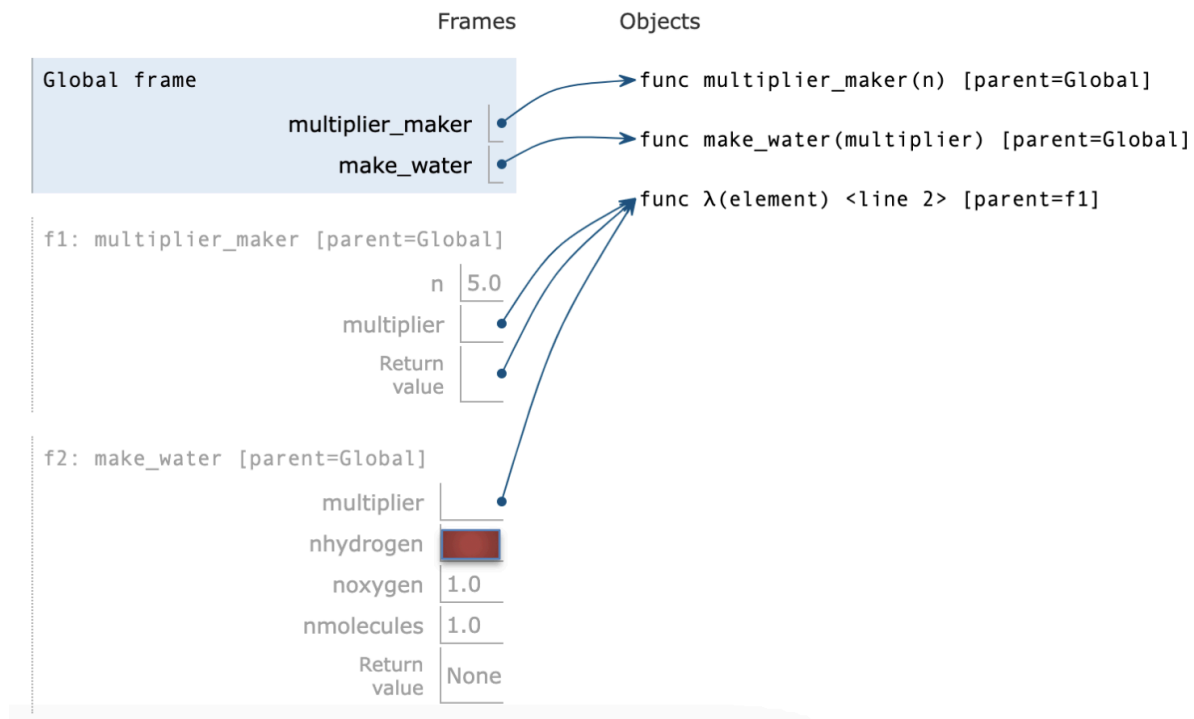 Frames Objects
Global frame
func multiplier_maker(n) [parent=Global]
multiplier_maker
func make_water(multiplier) [parent=Global]
make_water
func λ(element) <line 2> [parent=f1]
f1: multiplier_maker [parent=Global]
n 5.0
multiplier
Return
value
f2: make_water [parent=Global]
multiplier
nhydrogen
noxygen 1.0
nmolecules 1.0
Return
value None